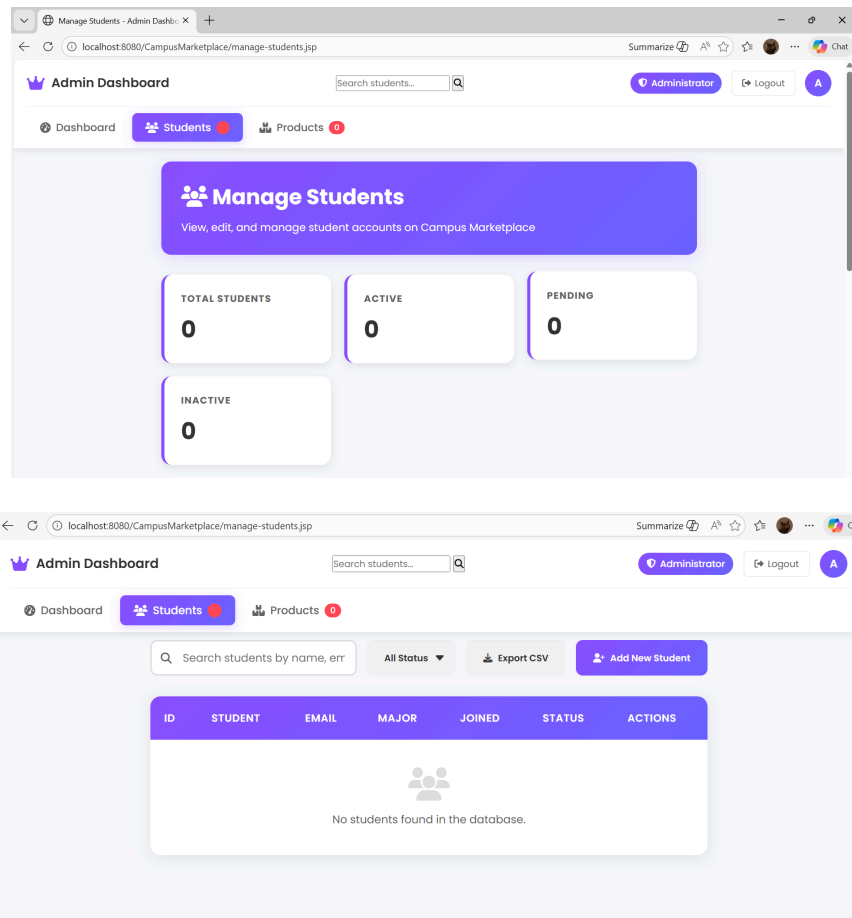 Manage Students - Admin Dashbo
localhost:8080/CampusMarketplace/manage-students.jsp Summarize Chat
Admin Dashboard Search students... Administrator Logout A
Dashboard Students Products 0
Manage Students
View, edit, and manage student accounts on Campus Marketplace
TOTAL STUDENTS ACTIVE PENDING
0 0 0
INACTIVE
0
localhost:8080/CampusMarketplace/manage-students.jsp Summarize
Admin Dashboard Search students... Administrator Logout A
Dashboard Students Products 0
Search students by name, em All Status Export CSV Add New Student
ID STUDENT EMAIL MAJOR JOINED STATUS ACTIONS
No students found in the database.